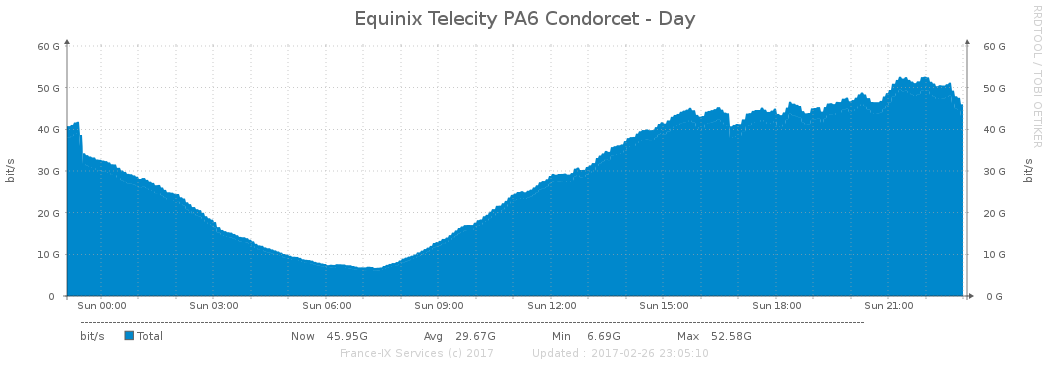 Equinix Telecity PA6 Condorcet - Day
RRDTOOL / TOBI OETIKER
60 G 60 G
50 G 50 G
40 G 40 G
30 G 30 G
20 G 20 G
10 G 10 G
0 0 G
bit/s bit/s
Sun 00:00 Sun 03:00 Sun 06:00 Sun 09:00 Sun 12:00 Sun 15:00 Sun 18:00 Sun 21:00
bit/s Total Now 45.95G Avg 29.67G Min 6.69G Max 52.58G
France-IX Services (c) 2017 Updated : 2017-02-26 23:05:10